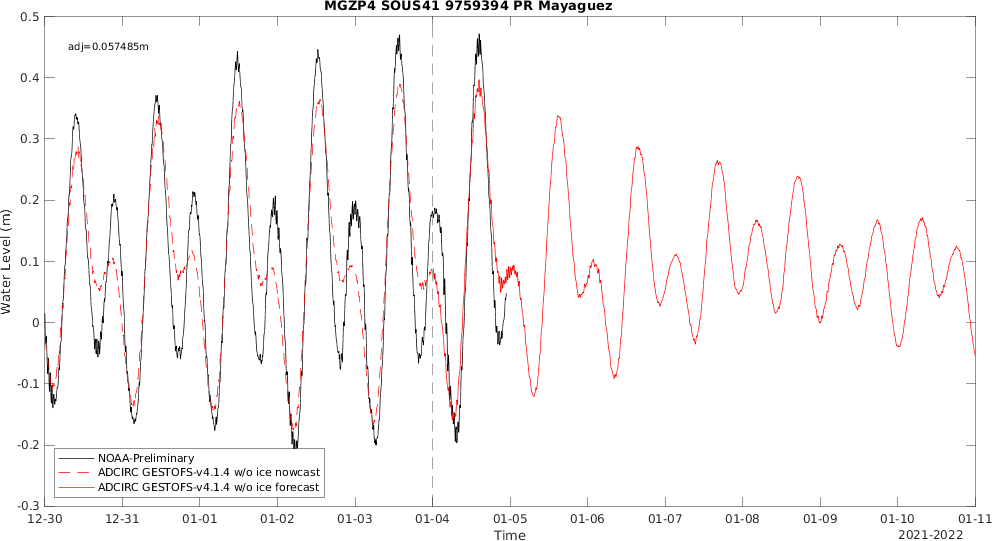 MGZP4 SOUS41 9759394 PR Mayaguez
adj=0.057485m
0.5
0.4
0.3
0.2
0.1
0
-0.1
-0.2
-0.3
Water Level (m)
NOAA-Preliminary
ADCIRC GESTOFS-v4.1.4 w/o ice nowcast
ADCIRC GESTOFS-v4.1.4 w/o ice forecast
12-30 12-31 01-01 01-02 01-03 01-04 01-05 01-06 01-07 01-08 01-09 01-10 01-11
Time
2021-2022